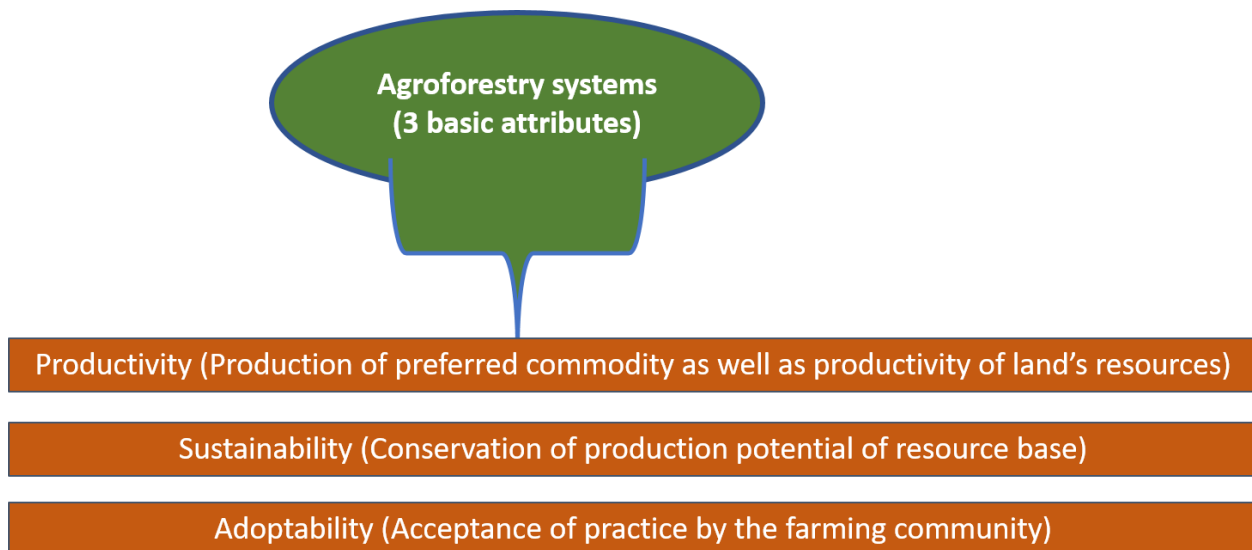 Agroforestry systems
(3 basic attributes)
Productivity (Production of preferred commodity as well as productivity of land’s resources)
Sustainability (Conservation of production potential of resource base)
Adoptability (Acceptance of practice by the farming community)